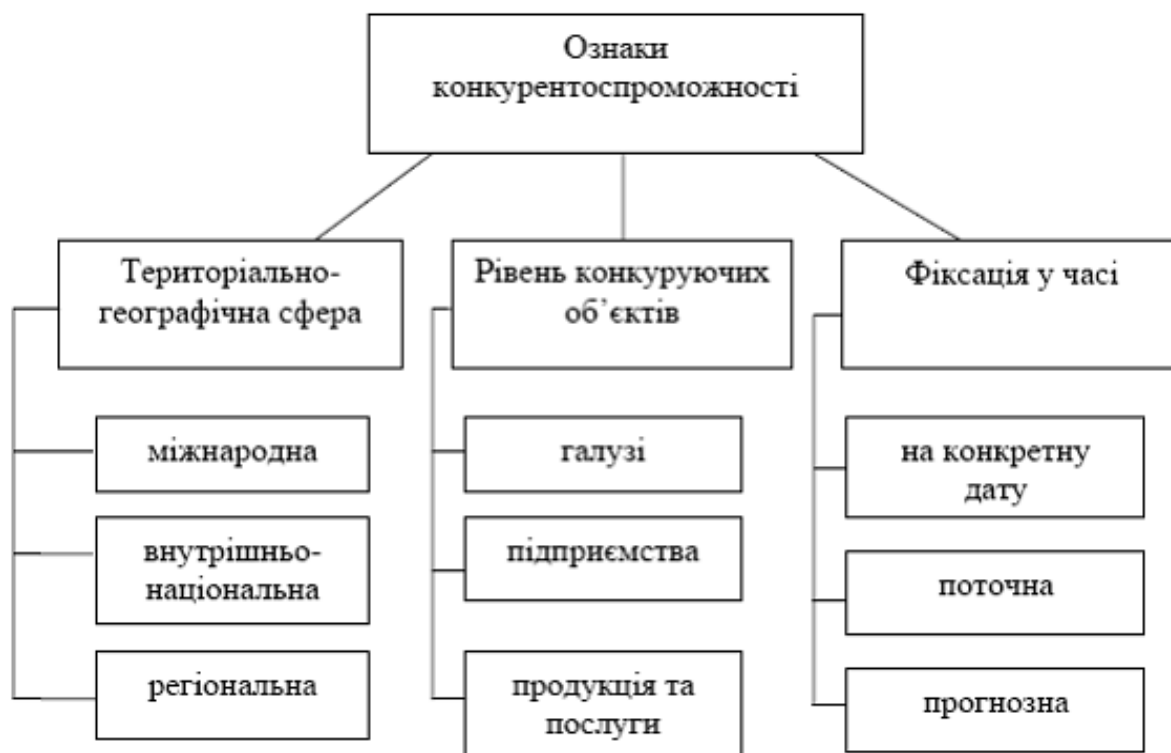 Ознаки
конкурентоспроможності
Територіально-
географічна сфера
міжнародна
внутрішньо-
національна
регіональна
Рівень конкуруючих
об’єктів
галузі
підприємства
продукція та
послуги
Фіксація у часі
на конкретну
дату
поточна
прогнозна